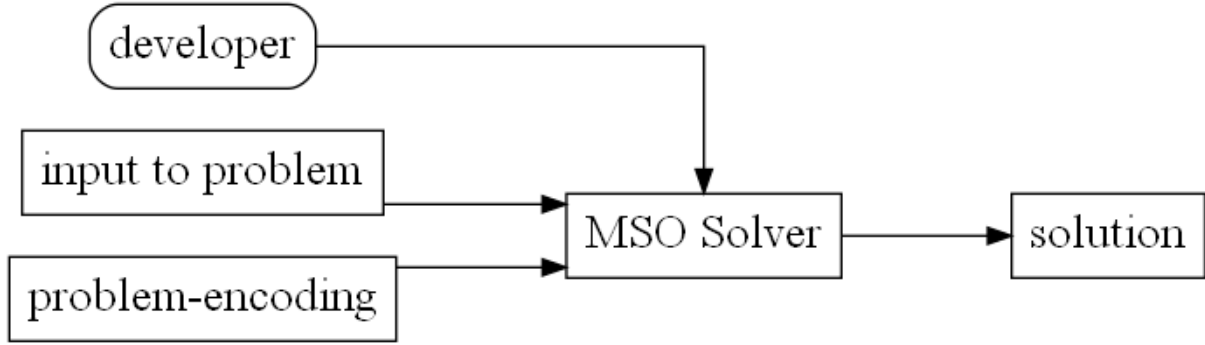 developer
input to problem
problem-encoding
MSO Solver
solution